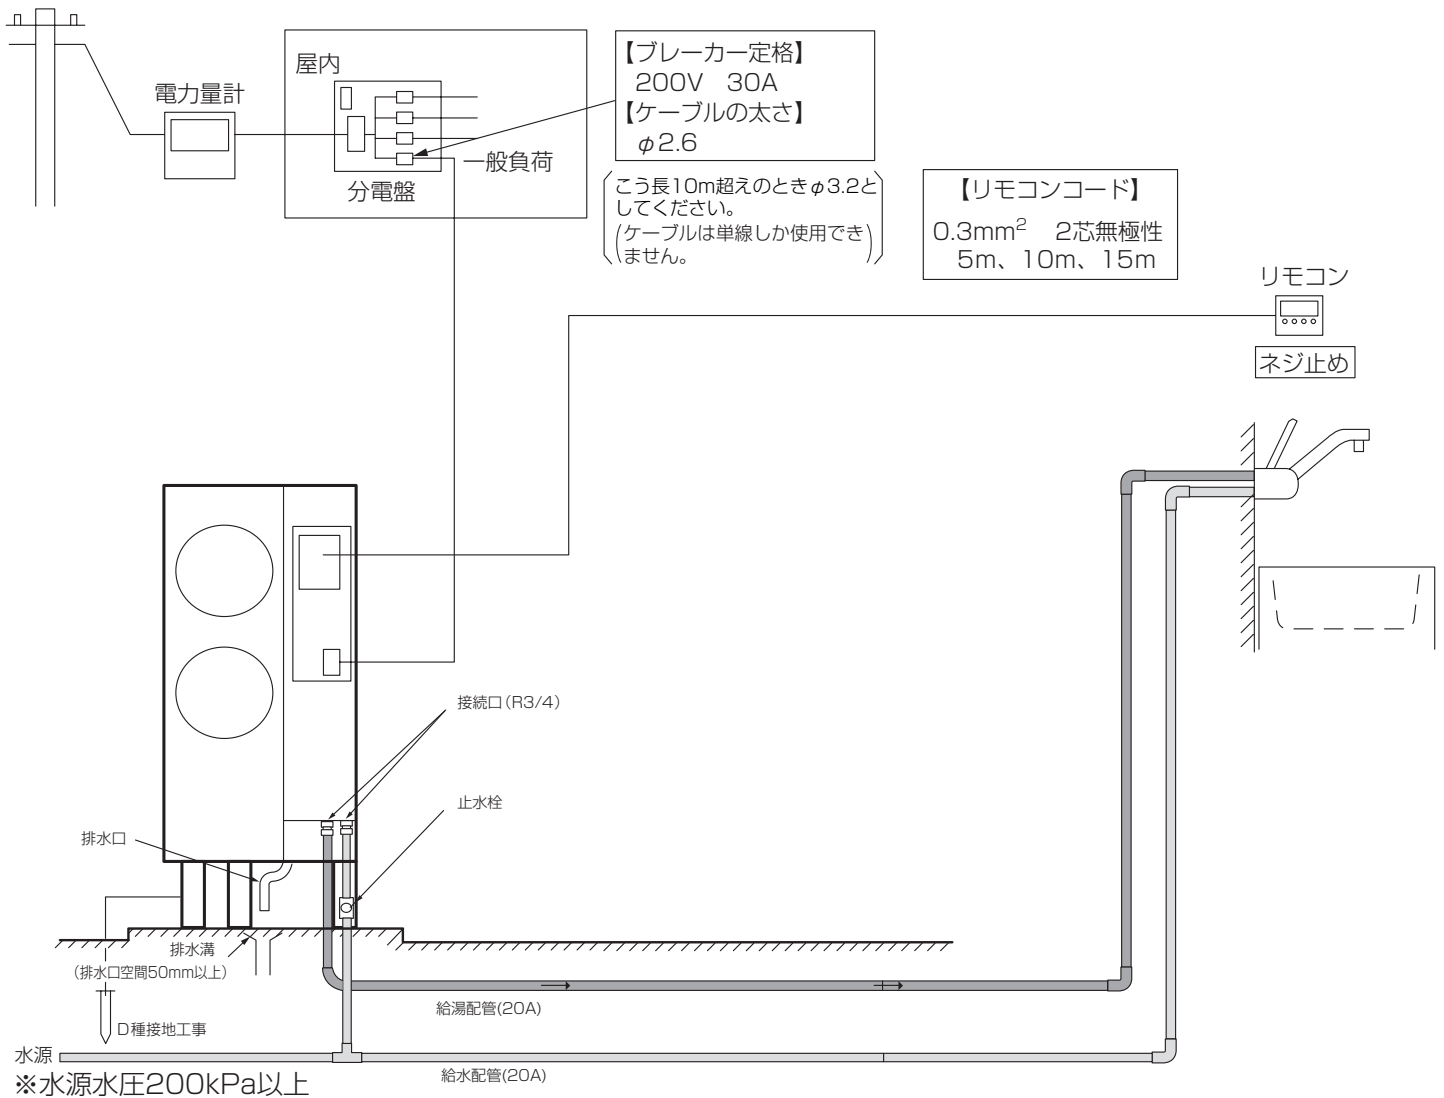 電力量計
屋内
分電盤
一般負荷
【ブレーカー定格】
200V 30A
【ケーブルの太さ】
φ2.6
こう長10m超えのときφ3.2と
してください。
(ケーブルは単線しか使用でき
ません。)
【リモコンコード】
0.3mm² 2芯無極性
5m、10m、15m
リモコン
ネジ止め
接続口(R3/4)
止水栓
排水口
排水溝
(排水口空間50mm以上)
D種接地工事
給湯配管(20A)
水源
給水配管(20A)
※水源水圧200kPa以上